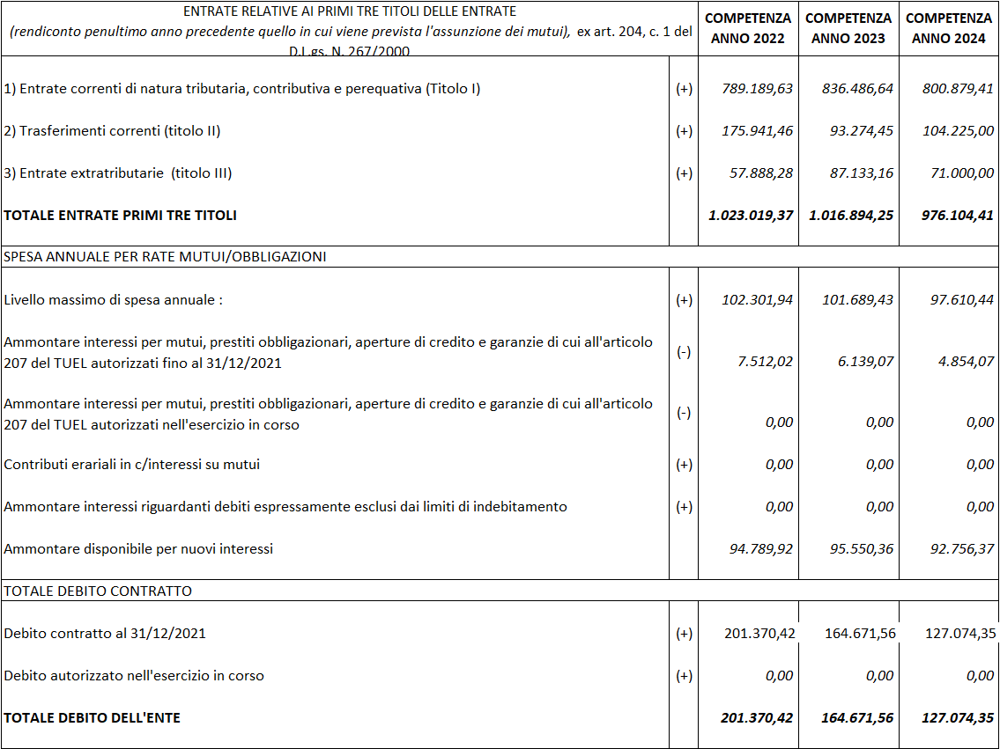 ENTRATE RELATIVE AI PRIMI TRE TITOLI DELLE ENTRATE
(rendiconto penultimo anno precedente quello in cui viene prevista l'assunzione dei mutui), ex art. 204, c. 1 del
D.Lgs. N. 267/2000
COMPETENZA ANNO 2022 COMPETENZA ANNO 2023 COMPETENZA ANNO 2024
1) Entrate correnti di natura tributaria, contributiva e perequativa (Titolo I) (+) 789.189,63 836.486,64 800.879,41
2) Trasferimenti correnti (titolo II) (+) 175.941,46 93.274,45 104.225,00
3) Entrate extratributarie (titolo III) (+) 57.888,28 87.133,16 71.000,00
TOTALE ENTRATE PRIMI TRE TITOLI 1.023.019,37 1.016.894,25 976.104,41
SPESA ANNUALE PER RATE MUTUI/OBBLIGAZIONI
Livello massimo di spesa annuale : (+) 102.301,94 101.689,43 97.610,44
Ammontare interessi per mutui, prestiti obbligazionari, aperture di credito e garanzie di cui all'articolo
207 del TUEL autorizzati fino al 31/12/2021 (-) 7.512,02 6.139,07 4.854,07
Ammontare interessi per mutui, prestiti obbligazionari, aperture di credito e garanzie di cui all'articolo
207 del TUEL autorizzati nell'esercizio in corso (-) 0,00 0,00 0,00
Contributi erariali in c/interessi su mutui (+) 0,00 0,00 0,00
Ammontare interessi riguardanti debiti espressamente esclusi dai limiti di indebitamento (+) 0,00 0,00 0,00
Ammontare disponibile per nuovi interessi 94.789,92 95.550,36 92.756,37
TOTALE DEBITO CONTRATTO
Debito contratto al 31/12/2021 (+) 201.370,42 164.671,56 127.074,35
Debito autorizzato nell'esercizio in corso (+) 0,00 0,00 0,00
TOTALE DEBITO DELL'ENTE 201.370,42 164.671,56 127.074,35